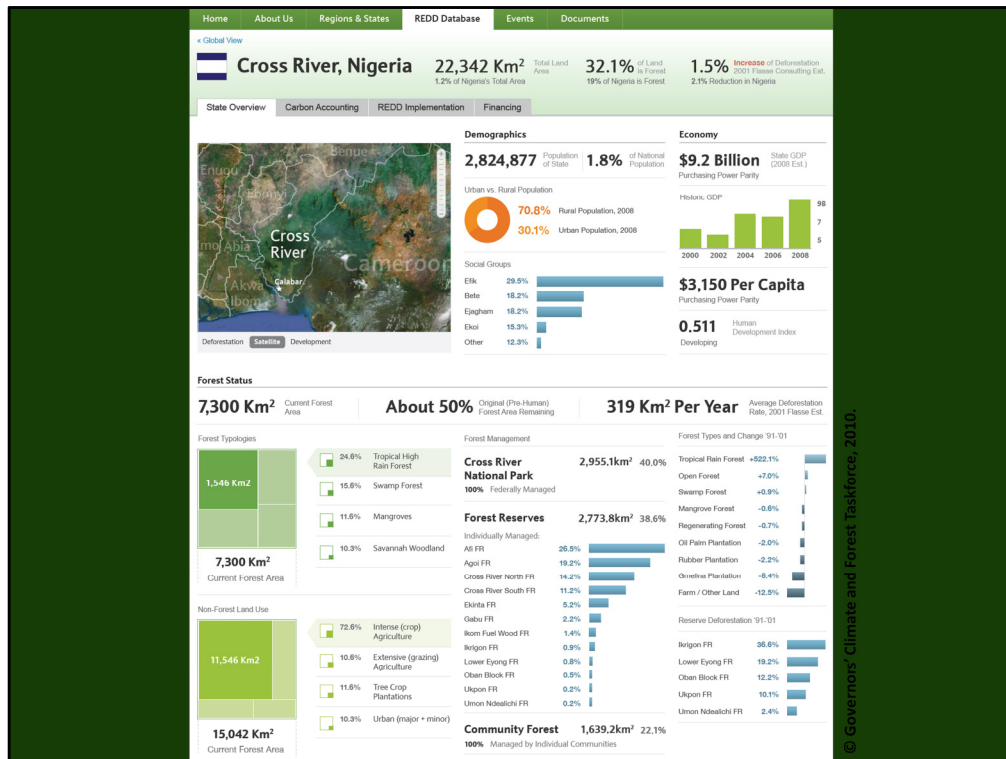 Home About Us Regions & States REDD Database Events Documents
« Global View
Cross River, Nigeria
22,342 Km² Total Land Area
1.2% of Nigeria's Total Area
32.1% of Land is Forest
19% of Nigeria is Forest
1.5% Increase of Deforestation 2001 Flasse Consulting Est.
2.1% Reduction in Nigeria
State Overview Carbon Accounting REDD Implementation Financing
Benue
Enugu
Ebonyi
Cross River
Imo Abia
Cameroon
Akwa Ibom
Calabar
Deforestation Satellite Development
Demographics
2,824,877 Population of State
1.8% of National Population
Urban vs. Rural Population
70.8% Rural Population, 2008
30.1% Urban Population, 2008
Social Groups
Efik 29.5%
Bete 18.2%
Ejagham 18.2%
Ekoi 15.3%
Other 12.3%
Economy
$9.2 Billion State GDP (2008 Est.)
Purchasing Power Parity
Historic GDP
98
7
5
2000 2002 2004 2006 2008
$3,150 Per Capita
Purchasing Power Parity
0.511 Human Development Index
Developing
Forest Status
7,300 Km² Current Forest Area
About 50% Original (Pre-Human) Forest Area Remaining
319 Km² Per Year Average Deforestation Rate, 2001 Flasse Est.
Forest Typologies
1,546 Km2
7,300 Km²
Current Forest Area
24.6% Tropical High Rain Forest
15.6% Swamp Forest
11.6% Mangroves
10.3% Savannah Woodland
Non-Forest Land Use
11,546 Km2
15,042 Km²
Current Forest Area
72.6% Intense (crop) Agriculture
10.6% Extensive (grazing) Agriculture
11.6% Tree Crop Plantations
10.3% Urban (major + minor)
Forest Management
Cross River National Park 2,955.1km² 40.0%
100% Federally Managed
Forest Reserves 2,773.8km² 38.6%
Individually Managed:
Afi FR 26.5%
Agoi FR 19.2%
Cross River North FR 14.2%
Cross River South FR 11.2%
Ekinta FR 5.2%
Gabu FR 2.2%
Ikom Fuel Wood FR 1.4%
Ikrigon FR 0.9%
Lower Eyong FR 0.8%
Oban Block FR 0.5%
Ukpon FR 0.2%
Umon Ndealichi FR 0.2%
Community Forest 1,639.2km² 22.1%
100% Managed by Individual Communities
Forest Types and Change '91-'01
Tropical Rain Forest +522.1%
Open Forest +7.0%
Swamp Forest +0.9%
Mangrove Forest -0.6%
Regenerating Forest -0.7%
Oil Palm Plantation -2.0%
Rubber Plantation -2.2%
Gmelina Plantation -6.4%
Farm / Other Land -12.5%
Reserve Deforestation '91-'01
Ikrigon FR 36.6%
Lower Eyong FR 19.2%
Oban Block FR 12.2%
Ukpon FR 10.1%
Umon Ndealichi FR 2.4%
© Governors' Climate and Forest Taskforce, 2010.